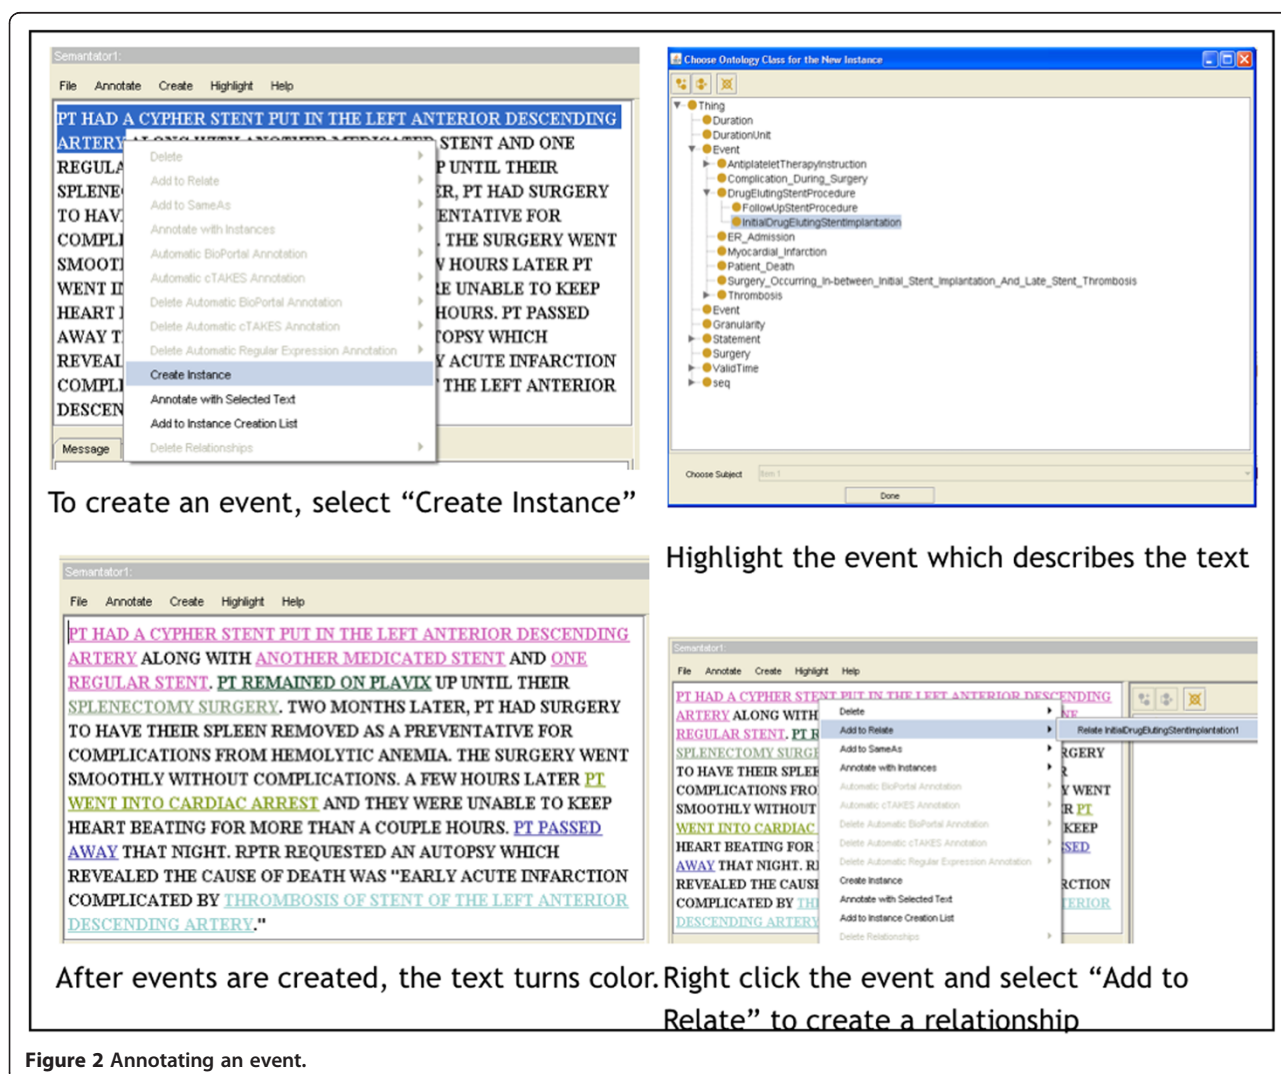 Semantator1:
File Annotate Create Highlight Help
PT HAD A CYPHER STENT PUT IN THE LEFT ANTERIOR DESCENDING
ARTERY ALONG WITH ANOTHER MEDICATED STENT AND ONE
REGULA P UNTIL THEIR
SPLENE ER, PT HAD SURGERY
TO HAV ENTATIVE FOR
COMPLI . THE SURGERY WENT
SMOOT V HOURS LATER PT
WENT IN RE UNABLE TO KEEP
HEART HOURS. PT PASSED
AWAY T OPSY WHICH
REVEAL Y ACUTE INFARCTION
COMPLI THE LEFT ANTERIOR
DESCEN
Delete
Add to Relate
Add to SameAs
Annotate with Instances
Automatic BioPortal Annotation
Automatic cTAKES Annotation
Delete Automatic BioPortal Annotation
Delete Automatic cTAKES Annotation
Delete Automatic Regular Expression Annotation
Create Instance
Annotate with Selected Text
Add to Instance Creation List
Delete Relationships
Message
To create an event, select “Create Instance”
Choose Ontology Class for the New Instance
Thing
Duration
DurationUnit
Event
AntiplateletTherapyInstruction
Complication_During_Surgery
DrugElutingStentProcedure
FollowUpStentProcedure
InitialDrugElutingStentImplantation
ER_Admission
Myocardial_Infarction
Patient_Death
Surgery_Occurring_In-between_Initial_Stent_Implantation_And_Late_Stent_Thrombosis
Thrombosis
Event
Granularity
Statement
Surgery
ValidTime
seq
Choose Subject Item 1
Done
Highlight the event which describes the text
Semantator1:
File Annotate Create Highlight Help
PT HAD A CYPHER STENT PUT IN THE LEFT ANTERIOR DESCENDING
ARTERY ALONG WITH ANOTHER MEDICATED STENT AND ONE
REGULAR STENT. PT REMAINED ON PLAVIX UP UNTIL THEIR
SPLENECTOMY SURGERY. TWO MONTHS LATER, PT HAD SURGERY
TO HAVE THEIR SPLEEN REMOVED AS A PREVENTATIVE FOR
COMPLICATIONS FROM HEMOLYTIC ANEMIA. THE SURGERY WENT
SMOOTHLY WITHOUT COMPLICATIONS. A FEW HOURS LATER PT
WENT INTO CARDIAC ARREST AND THEY WERE UNABLE TO KEEP
HEART BEATING FOR MORE THAN A COUPLE HOURS. PT PASSED
AWAY THAT NIGHT. RPTR REQUESTED AN AUTOPSY WHICH
REVEALED THE CAUSE OF DEATH WAS "EARLY ACUTE INFARCTION
COMPLICATED BY THROMBOSIS OF STENT OF THE LEFT ANTERIOR
DESCENDING ARTERY."
After events are created, the text turns color.
Semantator1:
File Annotate Create Highlight Help
PT HAD A CYPHER STENT PUT IN THE LEFT ANTERIOR DESCENDING
ARTERY ALONG WITH NE
REGULAR STENT. PT R
SPLENECTOMY SURGE RGERY
TO HAVE THEIR SPLEE R
COMPLICATIONS FRO Y WENT
SMOOTHLY WITHOUT R PT
WENT INTO CARDIAC KEEP
HEART BEATING FOR SSED
AWAY THAT NIGHT. R
REVEALED THE CAUS RCTION
COMPLICATED BY TH TERIOR
DESCENDING ARTERY
Delete
Add to Relate
Relate InitialDrugElutingStentImplantation1
Add to SameAs
Annotate with Instances
Automatic BioPortal Annotation
Automatic cTAKES Annotation
Delete Automatic BioPortal Annotation
Delete Automatic cTAKES Annotation
Delete Automatic Regular Expression Annotation
Create Instance
Annotate with Selected Text
Add to Instance Creation List
Delete Relationships
Right click the event and select “Add to
Relate” to create a relationship
Figure 2 Annotating an event.